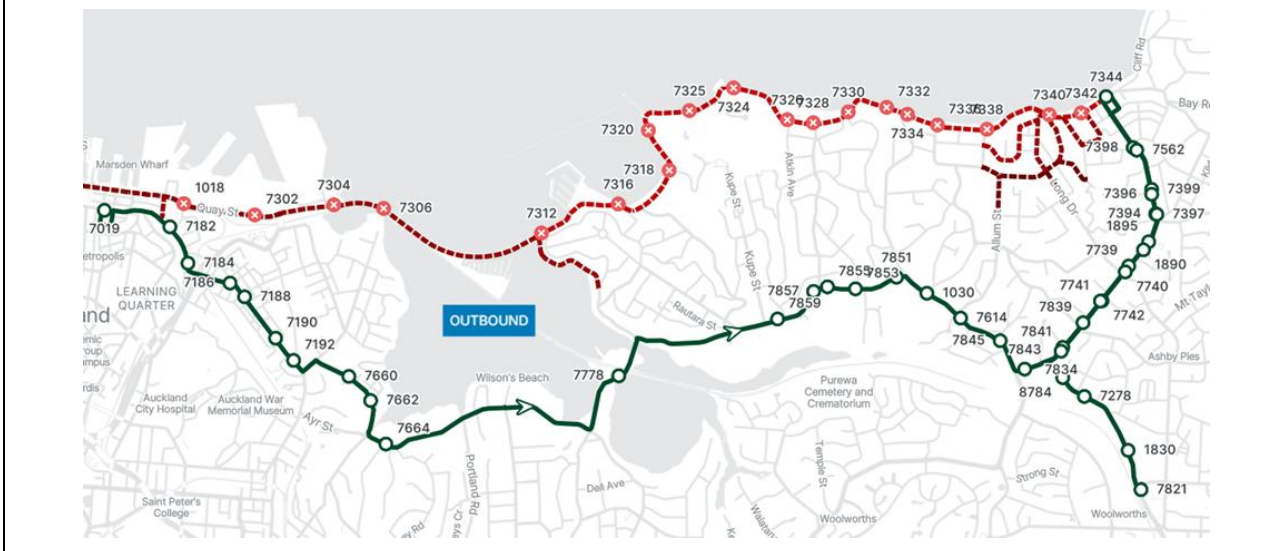 7344
Cliff Rd
7325
7324
7326
7328
7330
7332
7334
7338
7340
7342
Bay R
7320
7398
7562
Marsden Wharf
7318
7304
1018
7302
Quay St
7316
Kupe St
Atkin Ave
7396
7399
7306
7312
7394
7397
7019
7182
Allum St
1895
etropolis
Kupe St
7739
1890
7184
7851
7186
7855
7853
7741
7740
LEARNING
QUARTER
7188
7857
1030
Mt Tayl
and
OUTBOUND
7859
7839
7742
7190
Rautara St
7614
7841
7192
7845
7843
Ashby Pies
7660
Wilson's Beach
7778
7834
Purewa
Cemetery and
Crematorium
8784
7278
Auckland
City Hospital
Auckland War
Memorial Museum
7662
Ayr St
7664
1830
Portland Rd
Temple St
Strong St
Dell Ave
7821
Saint Peter's
College
Woolworths
Woolworths